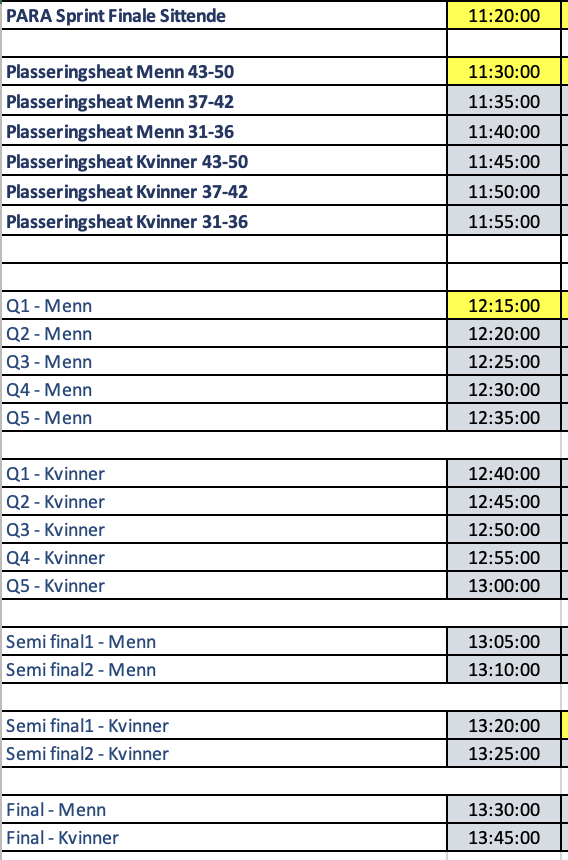 PARA Sprint Finale Sittende 11:20:00
Plasseringsheat Menn 43-50 11:30:00
Plasseringsheat Menn 37-42 11:35:00
Plasseringsheat Menn 31-36 11:40:00
Plasseringsheat Kvinner 43-50 11:45:00
Plasseringsheat Kvinner 37-42 11:50:00
Plasseringsheat Kvinner 31-36 11:55:00
Q1 - Menn 12:15:00
Q2 - Menn 12:20:00
Q3 - Menn 12:25:00
Q4 - Menn 12:30:00
Q5 - Menn 12:35:00
Q1 - Kvinner 12:40:00
Q2 - Kvinner 12:45:00
Q3 - Kvinner 12:50:00
Q4 - Kvinner 12:55:00
Q5 - Kvinner 13:00:00
Semi final1 - Menn 13:05:00
Semi final2 - Menn 13:10:00
Semi final1 - Kvinner 13:20:00
Semi final2 - Kvinner 13:25:00
Final - Menn 13:30:00
Final - Kvinner 13:45:00